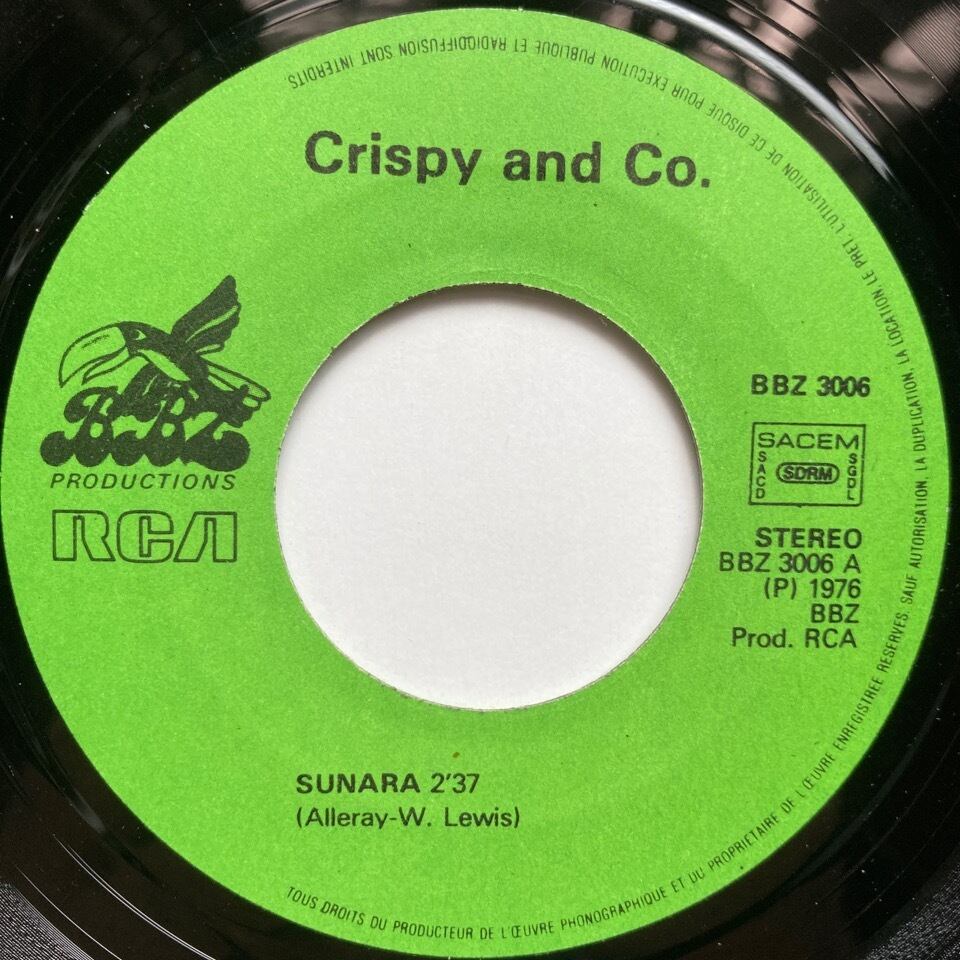 Crispy and Co.
BBZ
PRODUCTIONS
RCA
BBZ 3006
SACEM
SACD
SDRM
SGDL
STEREO
BBZ 3006 A
(P) 1976
BBZ
Prod. RCA
SUNARA 2'37
(Alleray-W. Lewis)
TOUS DROITS DU PRODUCTEUR DE L'ŒUVRE PHONOGRAPHIQUE ET DU PROPRIETAIRE DE L'ŒUVRE ENREGISTREE RESERVES. SAUF AUTORISATION, LA DUPLICATION, LA LOCATION, LE PRET, L'UTILISATION DE CE DISQUE POUR EXECUTION PUBLIQUE ET RADIODIFFUSION SONT INTERDITS